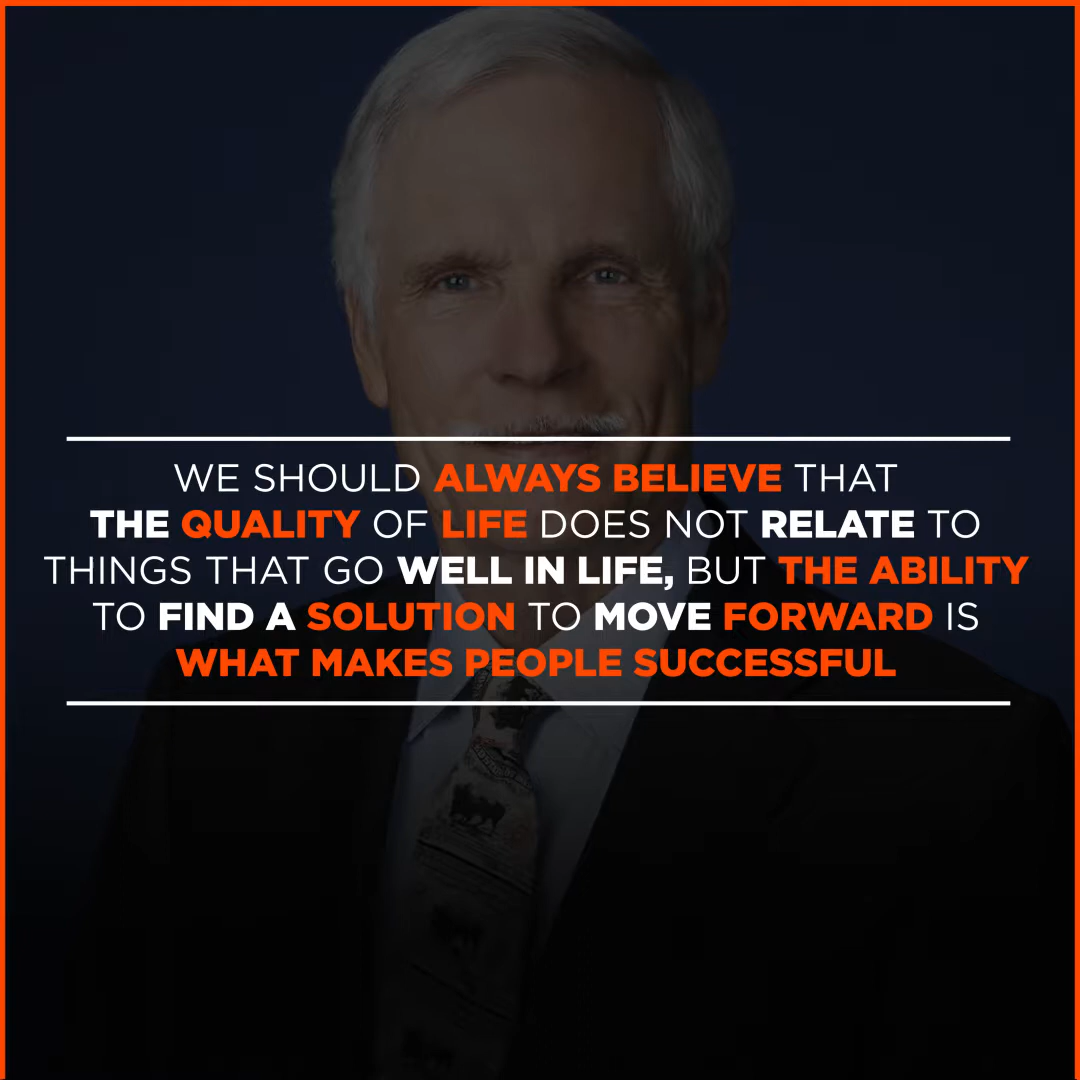 WE SHOULD ALWAYS BELIEVE THAT
THE QUALITY OF LIFE DOES NOT RELATE TO
THINGS THAT GO WELL IN LIFE, BUT THE ABILITY
TO FIND A SOLUTION TO MOVE FORWARD IS
WHAT MAKES PEOPLE SUCCESSFUL